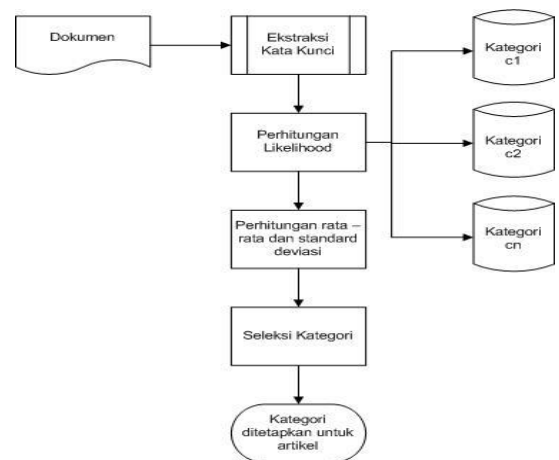 Dokumen
Ekstraksi
Kata Kunci
Kategori
c1
Perhitungan
Likelihood
Kategori
c2
Perhitungan rata –
rata dan standard
deviasi
Kategori
cn
Seleksi Kategori
Kategori
ditetapkan untuk
artikel